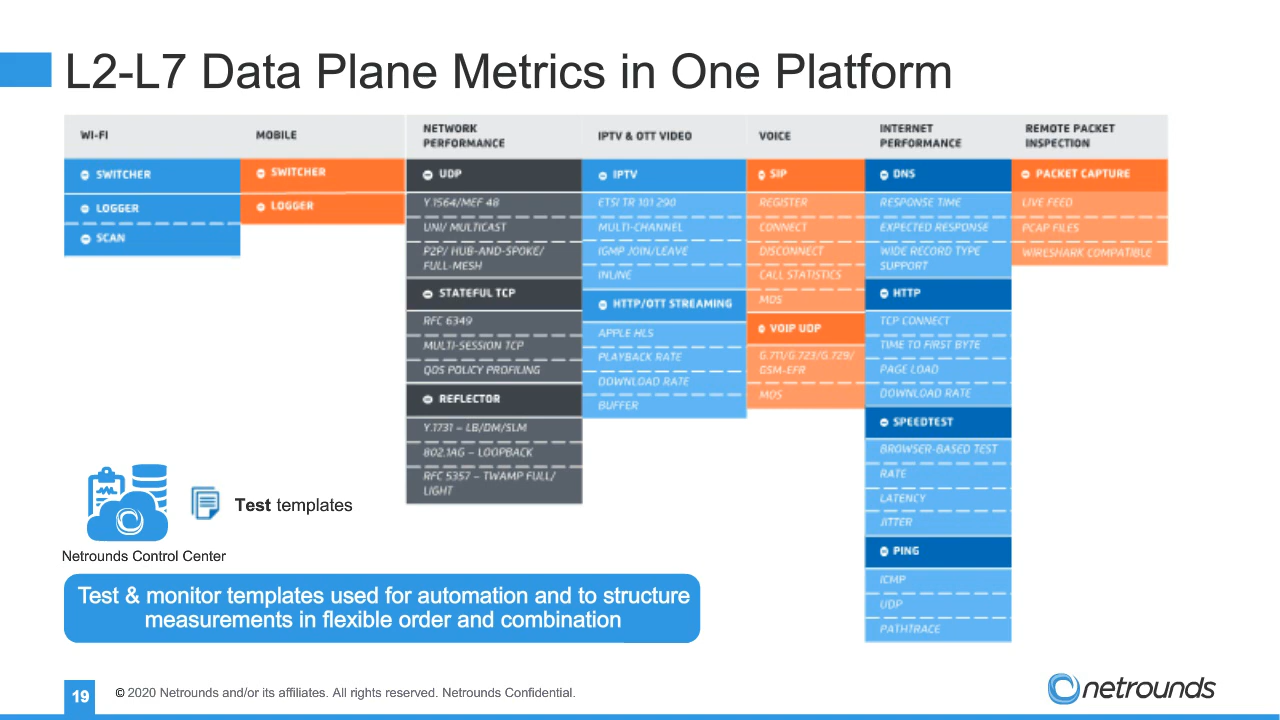 L2-L7 Data Plane Metrics in One Platform
WI-FI
SWITCHER
LOGGER
SCAN
MOBILE
SWITCHER
LOGGER
NETWORK
PERFORMANCE
UDP
Y.1564/MEF 48
UNI/ MULTICAST
P2P/ HUB-AND-SPOKE/
FULL-MESH
STATEFUL TCP
RFC 6349
MULTI-SESSION TCP
QOS POLICY PROFILING
REFLECTOR
Y.1731 – LB/DM/SLM
802.1AG – LOOPBACK
RFC 5357 – TWAMP FULL/
LIGHT
IPTV & OTT VIDEO
IPTV
ETSI TR 101 290
MULTI-CHANNEL
IGMP JOIN/LEAVE
INLINE
HTTP/OTT STREAMING
APPLE HLS
PLAYBACK RATE
DOWNLOAD RATE
BUFFER
VOICE
SIP
REGISTER
CONNECT
DISCONNECT
CALL STATISTICS
MOS
VOIP UDP
G.711/G.723/G.729/
GSM-EFR
MOS
INTERNET
PERFORMANCE
DNS
RESPONSE TIME
EXPECTED RESPONSE
WIDE RECORD TYPE
SUPPORT
HTTP
TCP CONNECT
TIME TO FIRST BYTE
PAGE LOAD
DOWNLOAD RATE
SPEEDTEST
BROWSER-BASED TEST
RATE
LATENCY
JITTER
PING
ICMP
UDP
PATHTRACE
REMOTE PACKET
INSPECTION
PACKET CAPTURE
LIVE FEED
PCAP FILES
WIRESHARK COMPATIBLE
Test templates
Netrounds Control Center
Test & monitor templates used for automation and to structure
measurements in flexible order and combination
19
© 2020 Netrounds and/or its affiliates. All rights reserved. Netrounds Confidential.
netrounds